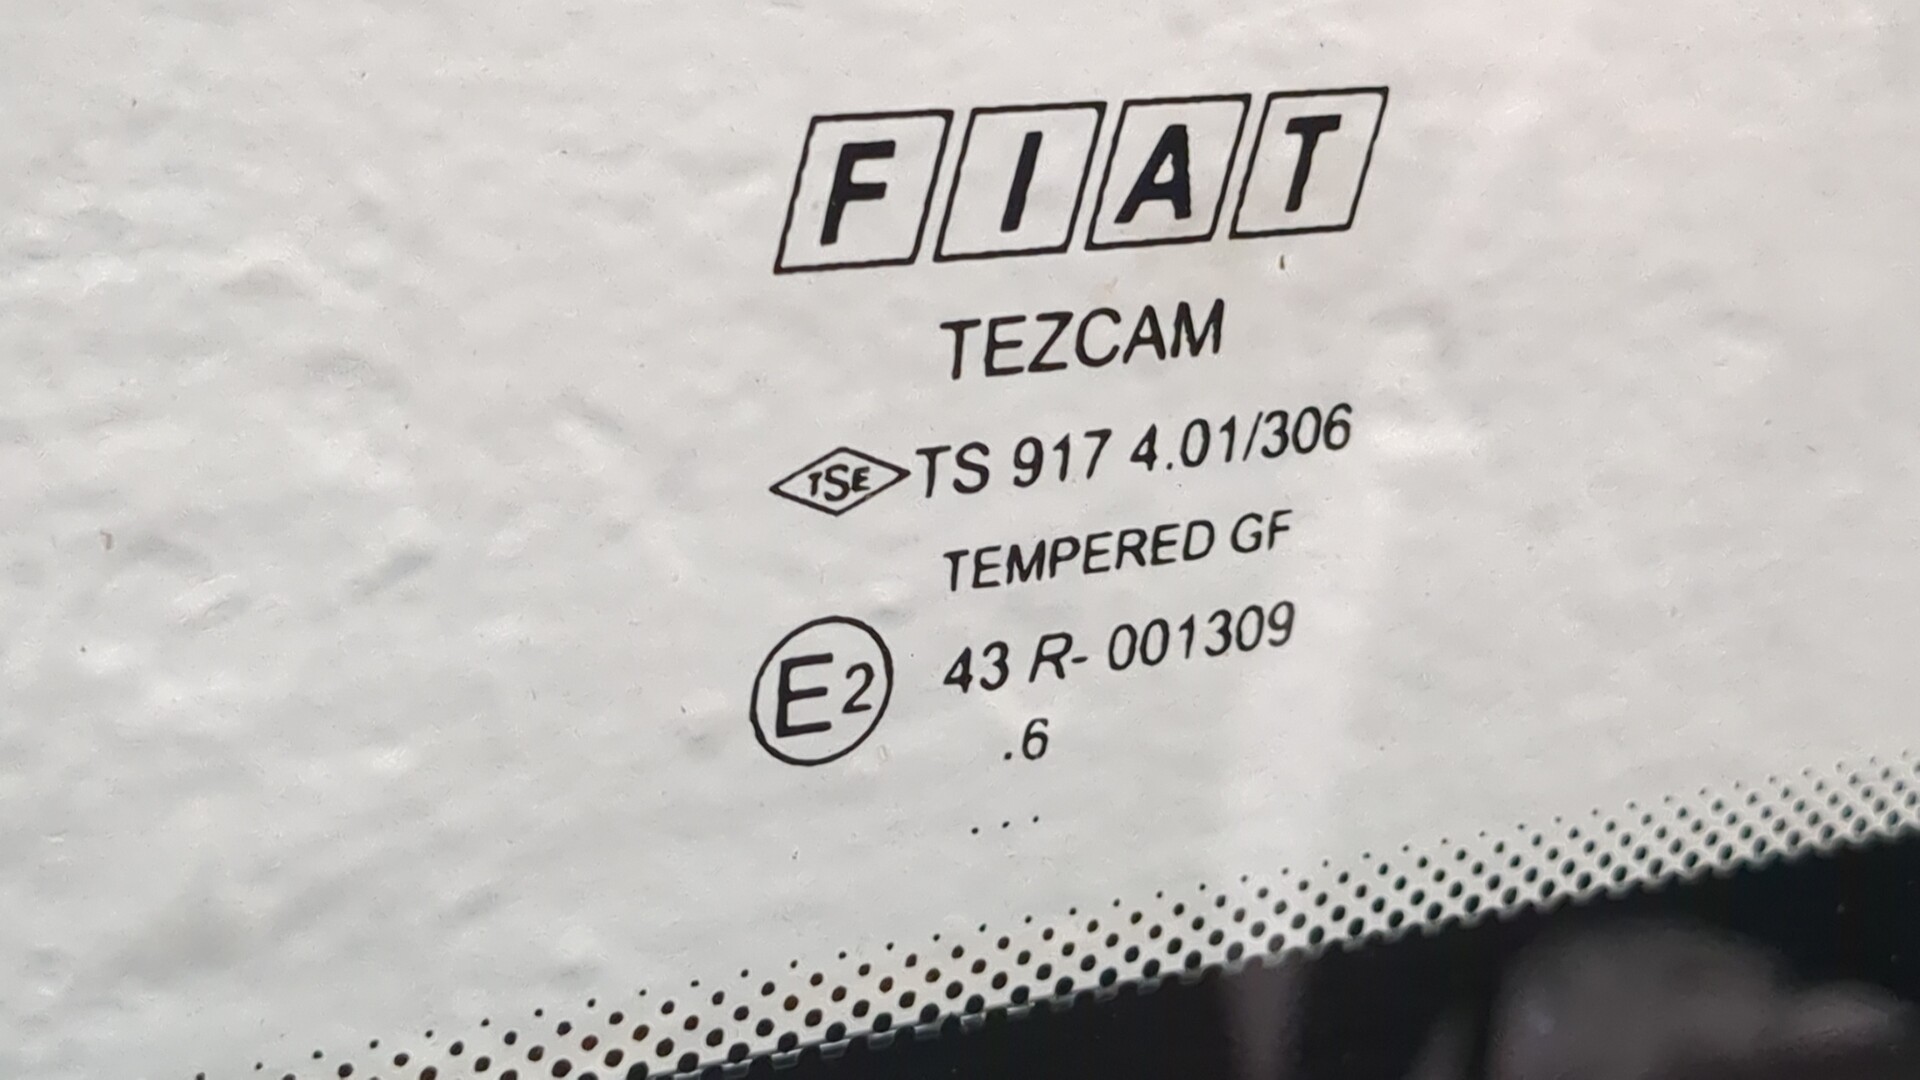 FIAT
TEZCAM
TSE TS 917 4.01/306
TEMPERED GF
E2 43 R- 001309
.6
...